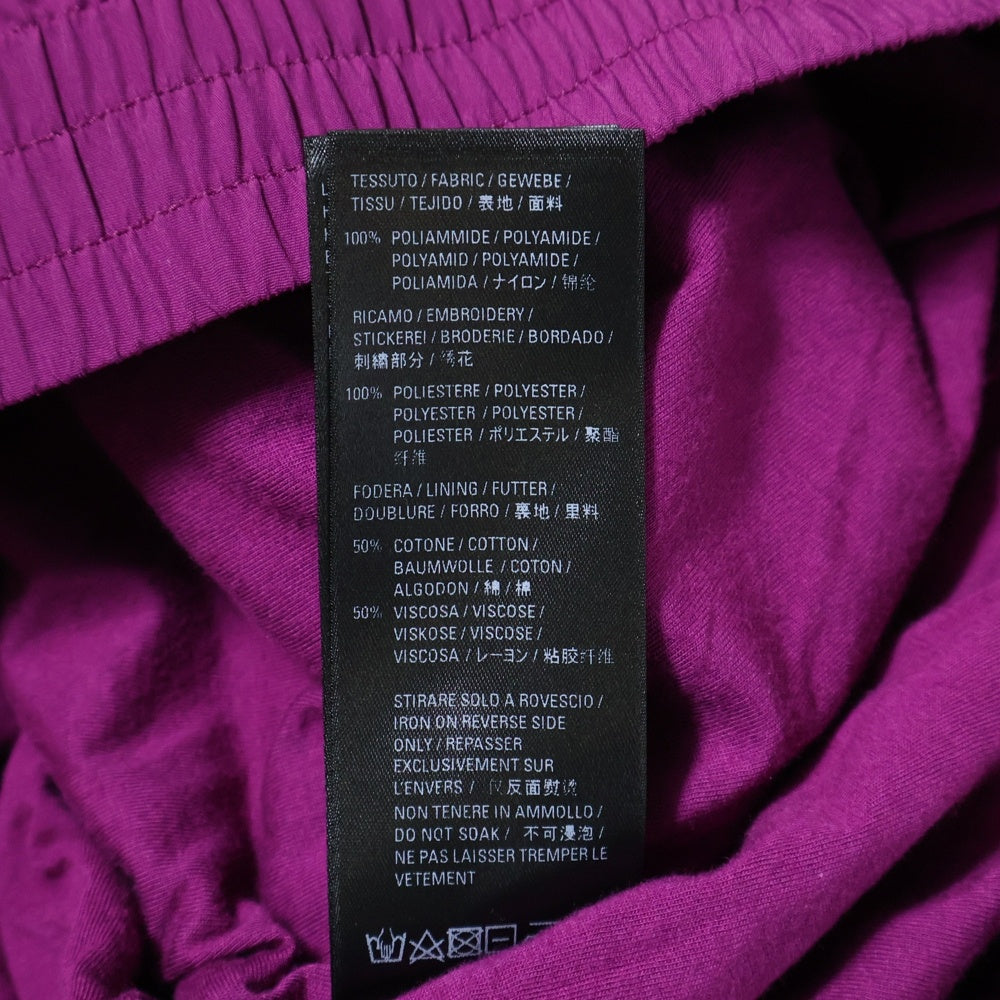 TESSUTO / FABRIC / GEWEBE /
TISSU / TEJIDO / 表地 / 面料
100% POLIAMMIDE / POLYAMIDE /
POLYAMID / POLYAMIDE /
POLIAMIDA / ナイロン / 锦纶
RICAMO / EMBROIDERY /
STICKEREI / BRODERIE / BORDADO /
刺繍部分 / 绣花
100% POLIESTERE / POLYESTER /
POLYESTER / POLYESTER /
POLIESTER / ポリエステル / 聚酯
纤维
FODERA / LINING / FUTTER /
DOUBLURE / FORRO / 裏地 / 里料
50% COTONE / COTTON /
BAUMWOLLE / COTON /
ALGODON / 綿 / 棉
50% VISCOSA / VISCOSE /
VISKOSE / VISCOSE /
VISCOSA / レーヨン / 粘胶纤维
STIRARE SOLO A ROVESCIO /
IRON ON REVERSE SIDE
ONLY / REPASSER
EXCLUSIVEMENT SUR
L'ENVERS / 仅反面熨烫
NON TENERE IN AMMOLLO /
DO NOT SOAK / 不可浸泡 /
NE PAS LAISSER TREMPER LE
VETEMENT